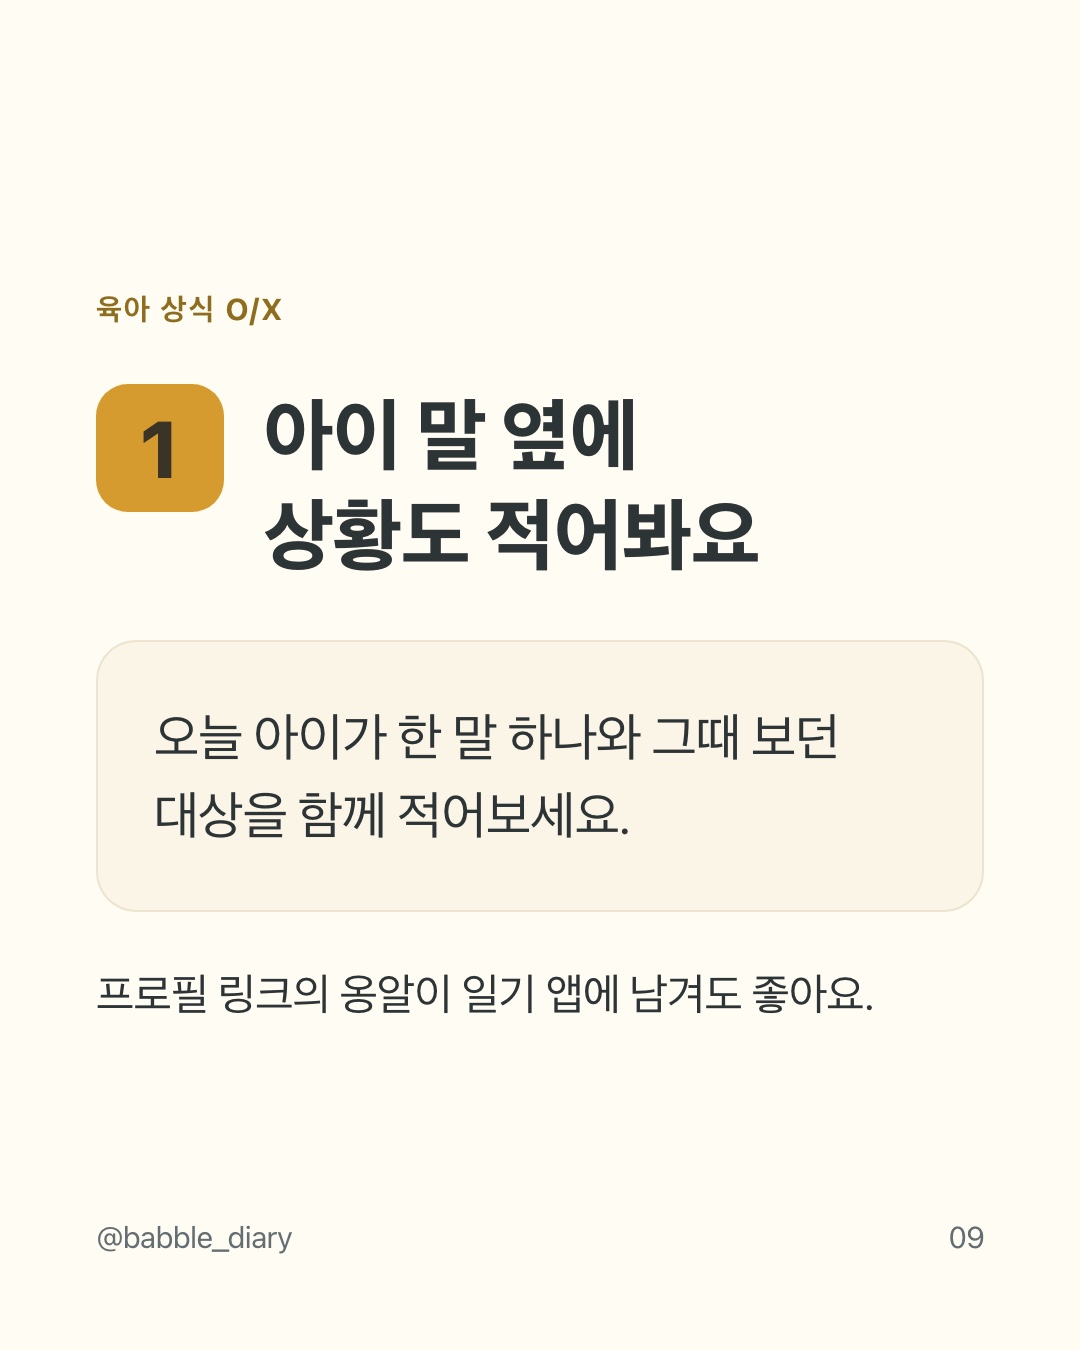 육아 상식 O/X
1
아이 말 옆에
상황도 적어봐요
오늘 아이가 한 말 하나와 그때 보던
대상을 함께 적어보세요.
프로필 링크의 옹알이 일기 앱에 남겨도 좋아요.
@babble_diary
09